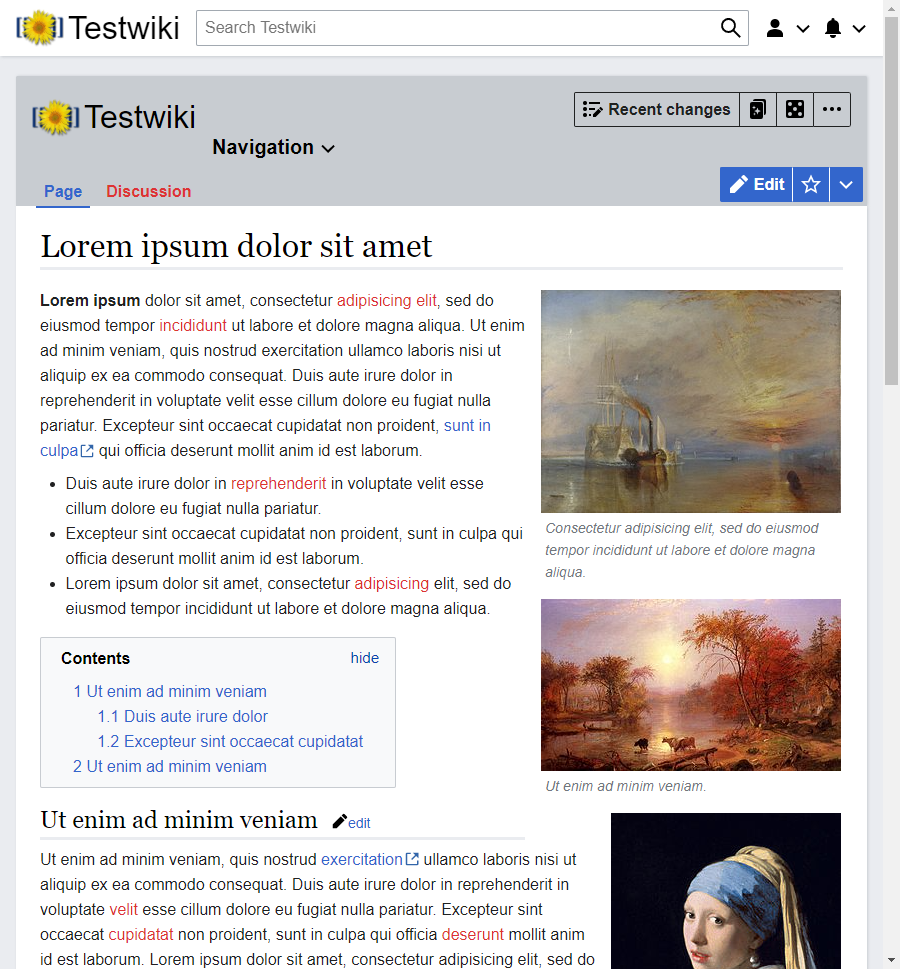 Testwiki
Search Testwiki
Testwiki
Recent changes
Navigation
Page Discussion
Edit
Lorem ipsum dolor sit amet
Lorem ipsum dolor sit amet, consectetur adipisicing elit, sed do
eiusmod tempor incididunt ut labore et dolore magna aliqua. Ut enim
ad minim veniam, quis nostrud exercitation ullamco laboris nisi ut
aliquip ex ea commodo consequat. Duis aute irure dolor in
reprehenderit in voluptate velit esse cillum dolore eu fugiat nulla
pariatur. Excepteur sint occaecat cupidatat non proident, sunt in
culpa qui officia deserunt mollit anim id est laborum.
Duis aute irure dolor in reprehenderit in voluptate velit esse
cillum dolore eu fugiat nulla pariatur.
Excepteur sint occaecat cupidatat non proident, sunt in culpa qui
officia deserunt mollit anim id est laborum.
Lorem ipsum dolor sit amet, consectetur adipisicing elit, sed do
eiusmod tempor incididunt ut labore et dolore magna aliqua.
Consectetur adipisicing elit, sed do eiusmod
tempor incididunt ut labore et dolore magna
aliqua.
Ut enim ad minim veniam.
Contents hide
1 Ut enim ad minim veniam
1.1 Duis aute irure dolor
1.2 Excepteur sint occaecat cupidatat
2 Ut enim ad minim veniam
Ut enim ad minim veniam edit
Ut enim ad minim veniam, quis nostrud exercitation ullamco laboris nisi ut
aliquip ex ea commodo consequat. Duis aute irure dolor in reprehenderit in
voluptate velit esse cillum dolore eu fugiat nulla pariatur. Excepteur sint
occaecat cupidatat non proident, sunt in culpa qui officia deserunt mollit anim
id est laborum. Lorem ipsum dolor sit amet, consectetur adipisicing elit, sed do